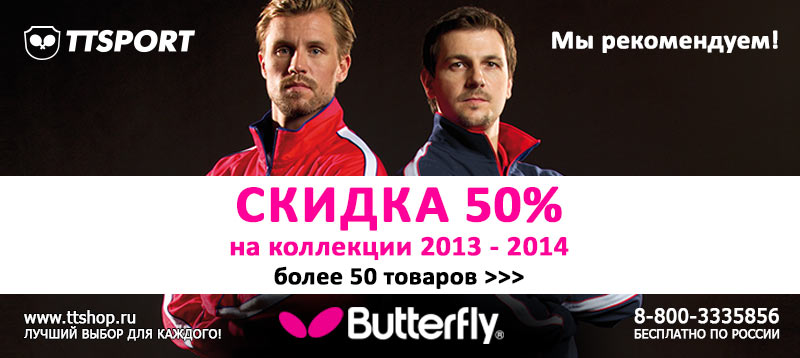 TTSPORT
Мы рекомендуем!
СКИДКА 50%
на коллекции 2013 - 2014
более 50 товаров >>>
www.ttshop.ru
ЛУЧШИЙ ВЫБОР ДЛЯ КАЖДОГО!
Butterfly®
8-800-3335856
БЕСПЛАТНО ПО РОССИИ